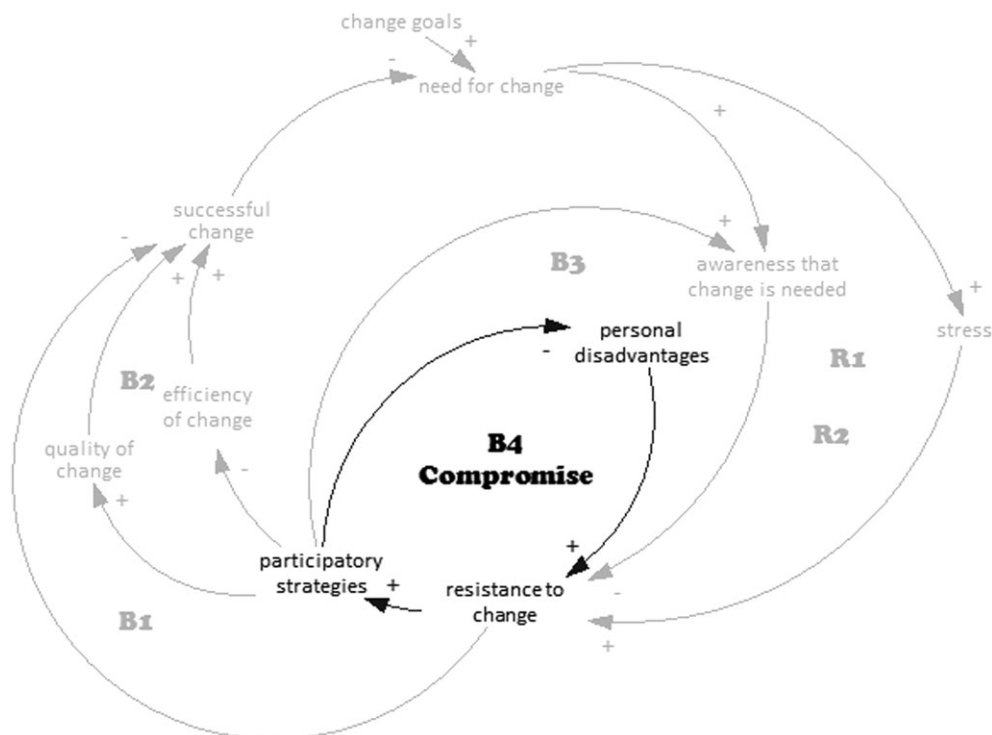 change goals
+
-
need for change
+
successful
change
-
+
+
+
B3
awareness that
change is needed
+
stress
personal
disadvantages
-
R1
B2
efficiency
of change
R2
quality of
change
B4
Compromise
-
+
participatory
strategies
+
+
resistance to
change
-
+
B1